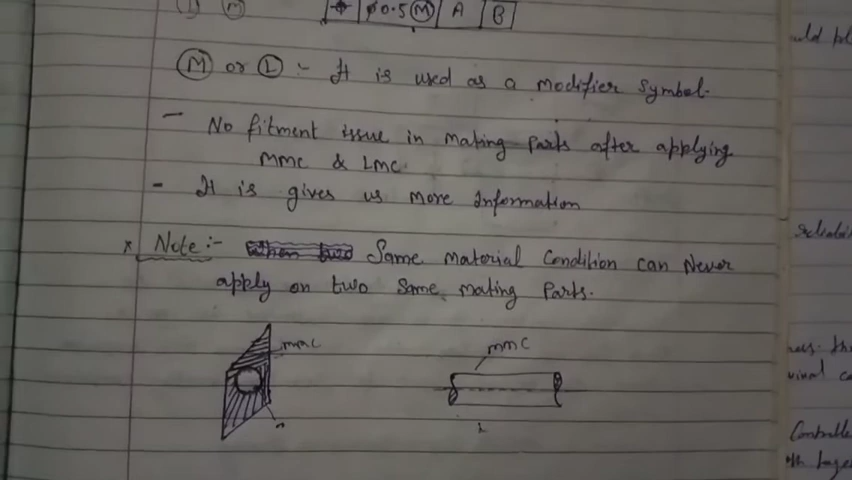 Ⓛ Ⓜ ⌖ ⌀0.5 Ⓜ A B
Ⓜ or Ⓛ :- It is used as a modifier symbol.
- No fitment issue in mating parts after applying
MMC & LMC.
- It is gives us more Information
* Note:- Same material Condition can Never
apply on two same mating parts.
MMC
MMC